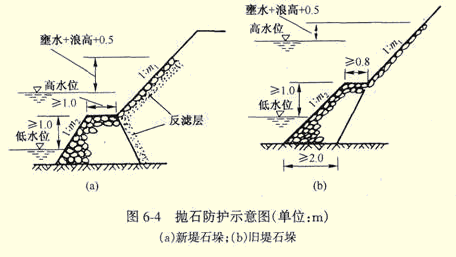 壅水+浪高+0.5
高水位
≥1.0
1:m₁
≥1.0
低水位
1:m₂
反滤层
(a)
壅水+浪高+0.5
高水位
≥0.8
1:m₁
≥1.0
低水位
1:m₂
≥2.0
(b)
图 6-4 抛石防护示意图(单位:m)
(a)新堤石垛;(b)旧堤石垛